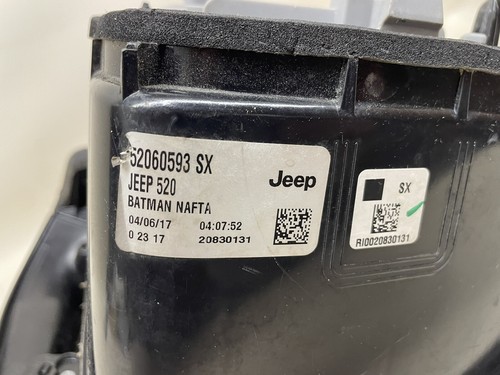 52060593 SX
JEEP 520
Jeep
BATMAN NAFTA
04/06/17 04:07:52
0 23 17 20830131
SX
RI0020830131